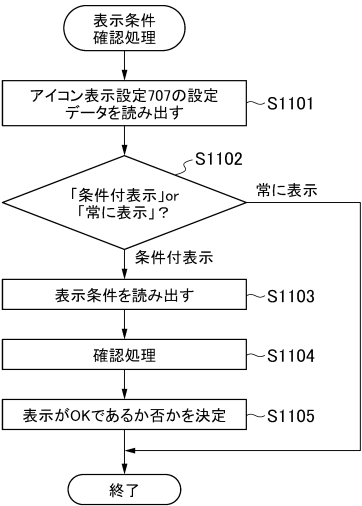 表示条件
確認処理
アイコン表示設定707の設定
データを読み出す
S1101
S1102
「条件付表示」or
「常に表示」?
常に表示
条件付表示
表示条件を読み出す
S1103
確認処理
S1104
表示がOKであるか否かを決定
S1105
終了